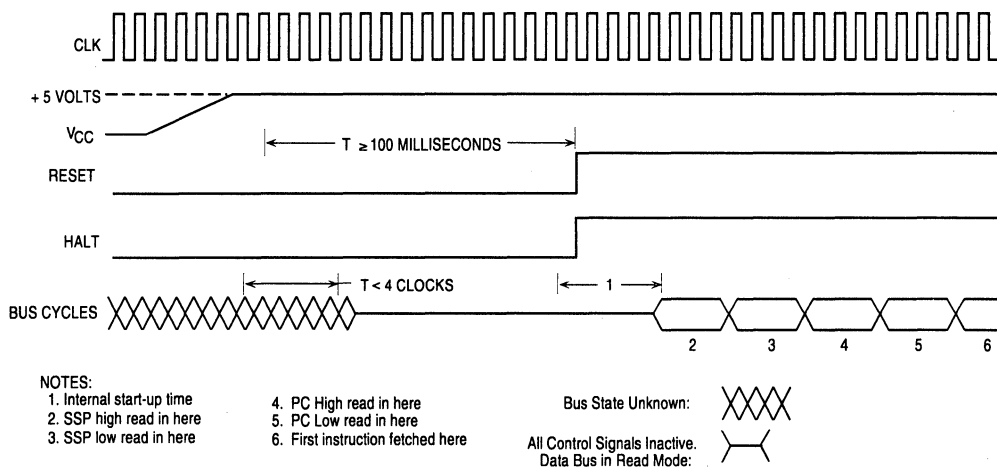 CLK
+ 5 VOLTS
VCC
T ≥ 100 MILLISECONDS
RESET
HALT
T < 4 CLOCKS
1
BUS CYCLES
2 3 4 5 6
NOTES:
1. Internal start-up time
2. SSP high read in here
3. SSP low read in here
4. PC High read in here
5. PC Low read in here
6. First instruction fetched here
Bus State Unknown:
All Control Signals Inactive.
Data Bus in Read Mode: